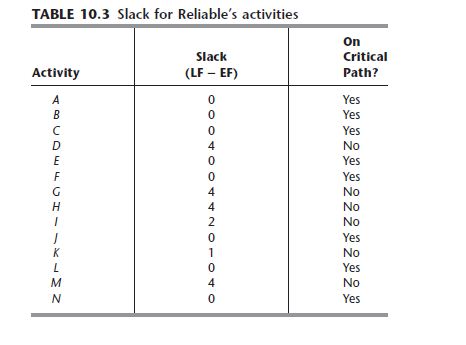 TABLE 10.3 Slack for Reliable's activities
On
Slack Critical
Activity (LF – EF) Path?
A 0 Yes
B 0 Yes
C 0 Yes
D 4 No
E 0 Yes
F 0 Yes
G 4 No
H 4 No
I 2 No
J 0 Yes
K 1 No
L 0 Yes
M 4 No
N 0 Yes